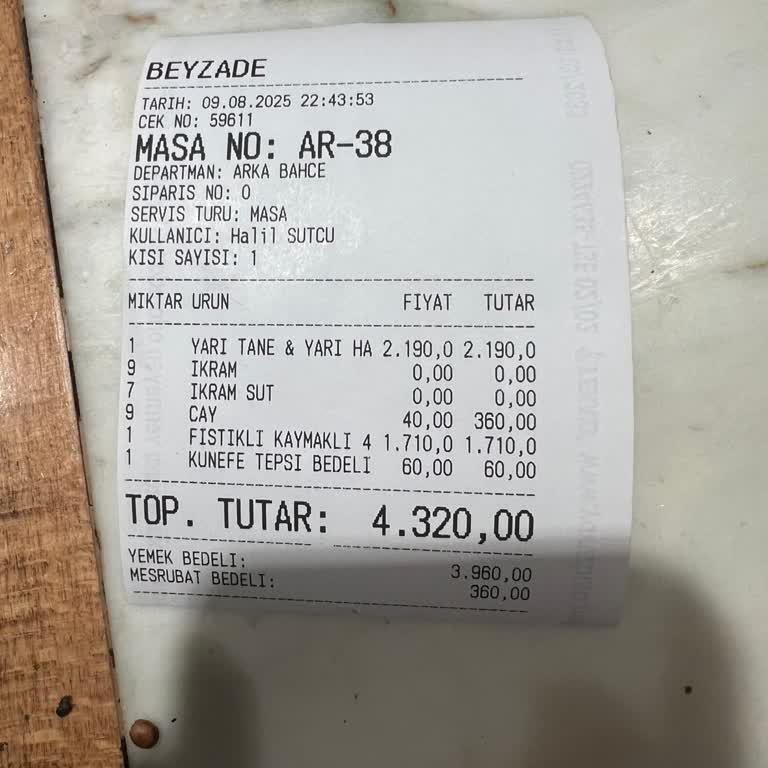 BEYZADE
TARIH: 09.08.2025 22:43:53
CEK NO: 59611
MASA NO: AR-38
DEPARTMAN: ARKA BAHCE
SIPARIS NO: 0
SERVIS TURU: MASA
KULLANICI: Halil SUTCU
KISI SAYISI: 1
MIKTAR URUN FIYAT TUTAR
1 YARI TANE & YARI HA 2.190,0 2.190,0
9 IKRAM 0,00 0,00
7 IKRAM SUT 0,00 0,00
9 CAY 40,00 360,00
1 FISTIKLI KAYMAKLI 4 1.710,0 1.710,0
1 KUNEFE TEPSI BEDELI 60,00 60,00
TOP. TUTAR: 4.320,00
YEMEK BEDELI: 3.960,00
MESRUBAT BEDELI: 360,00